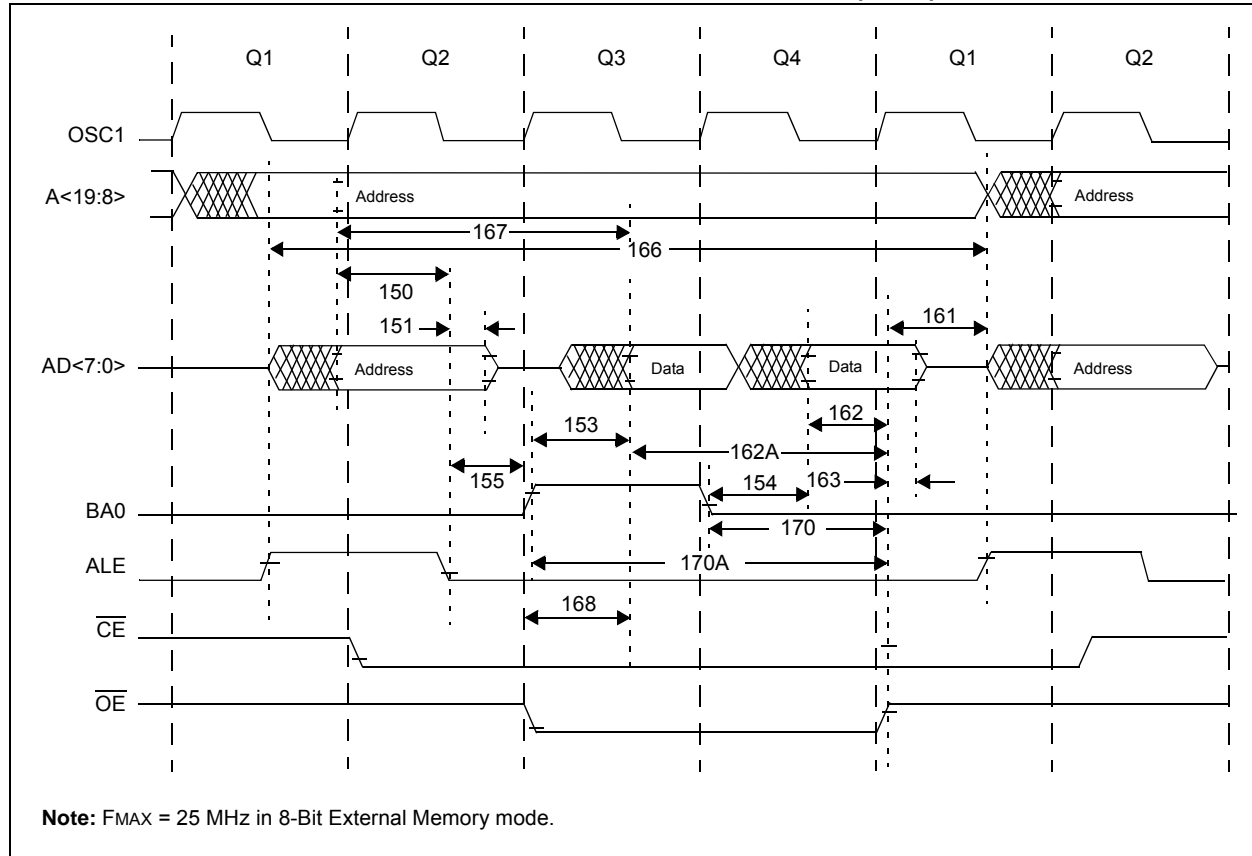 Q1 Q2 Q3 Q4 Q1 Q2
OSC1
A<19:8>
Address
Address
167
166
150
151
161
AD<7:0>
Address
Data
Data
Address
153
162
162A
155
154
163
BA0
170
ALE
170A
168
CE
OE
Note: FMAX = 25 MHz in 8-Bit External Memory mode.